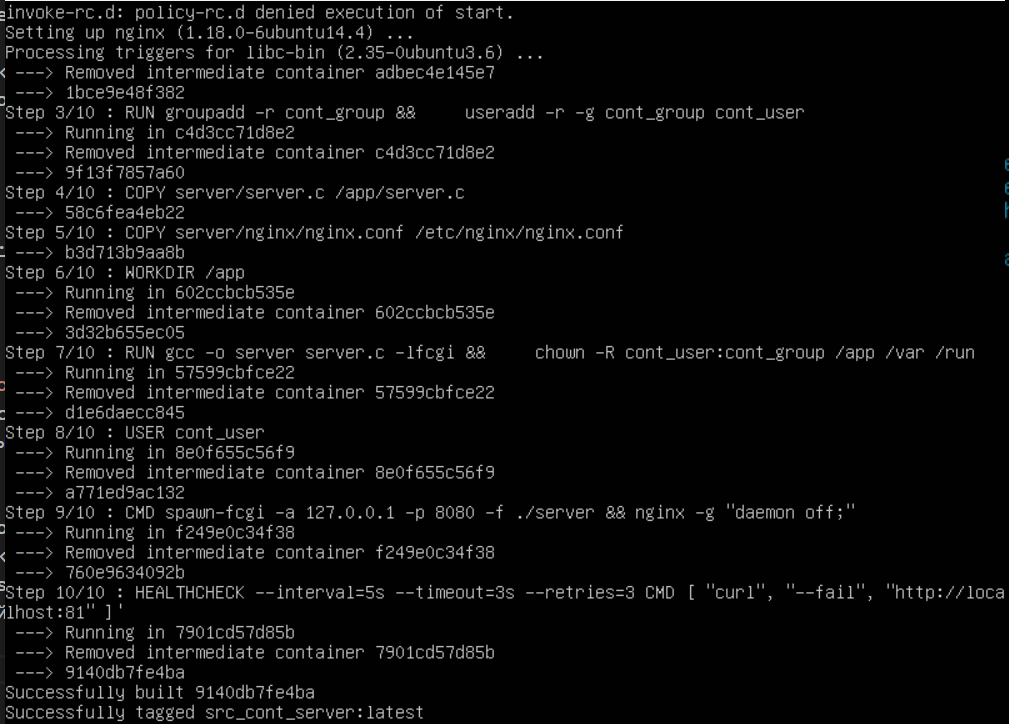 invoke-rc.d: policy-rc.d denied execution of start.
Setting up nginx (1.18.0-6ubuntu14.4) ...
Processing triggers for libc-bin (2.35-0ubuntu3.6) ...
 ---> Removed intermediate container adbec4e145e7
 ---> 1bce9e48f382
Step 3/10 : RUN groupadd -r cont_group &&     useradd -r -g cont_group cont_user
 ---> Running in c4d3cc71d8e2
 ---> Removed intermediate container c4d3cc71d8e2
 ---> 9f13f7857a60
Step 4/10 : COPY server/server.c /app/server.c
 ---> 58c6fea4eb22
Step 5/10 : COPY server/nginx/nginx.conf /etc/nginx/nginx.conf
 ---> b3d713b9aa8b
Step 6/10 : WORKDIR /app
 ---> Running in 602ccbcb535e
 ---> Removed intermediate container 602ccbcb535e
 ---> 3d32b655ec05
Step 7/10 : RUN gcc -o server server.c -lfcgi &&     chown -R cont_user:cont_group /app /var /run
 ---> Running in 57599cbfce22
 ---> Removed intermediate container 57599cbfce22
 ---> d1e6daecc845
Step 8/10 : USER cont_user
 ---> Running in 8e0f655c56f9
 ---> Removed intermediate container 8e0f655c56f9
 ---> a771ed9ac132
Step 9/10 : CMD spawn-fcgi -a 127.0.0.1 -p 8080 -f ./server && nginx -g "daemon off;"
 ---> Running in f249e0c34f38
 ---> Removed intermediate container f249e0c34f38
 ---> 760e9634092b
Step 10/10 : HEALTHCHECK --interval=5s --timeout=3s --retries=3 CMD [ "curl", "--fail", "http://loca
lhost:81" ]'
 ---> Running in 7901cd57d85b
 ---> Removed intermediate container 7901cd57d85b
 ---> 9140db7fe4ba
Successfully built 9140db7fe4ba
Successfully tagged src_cont_server:latest